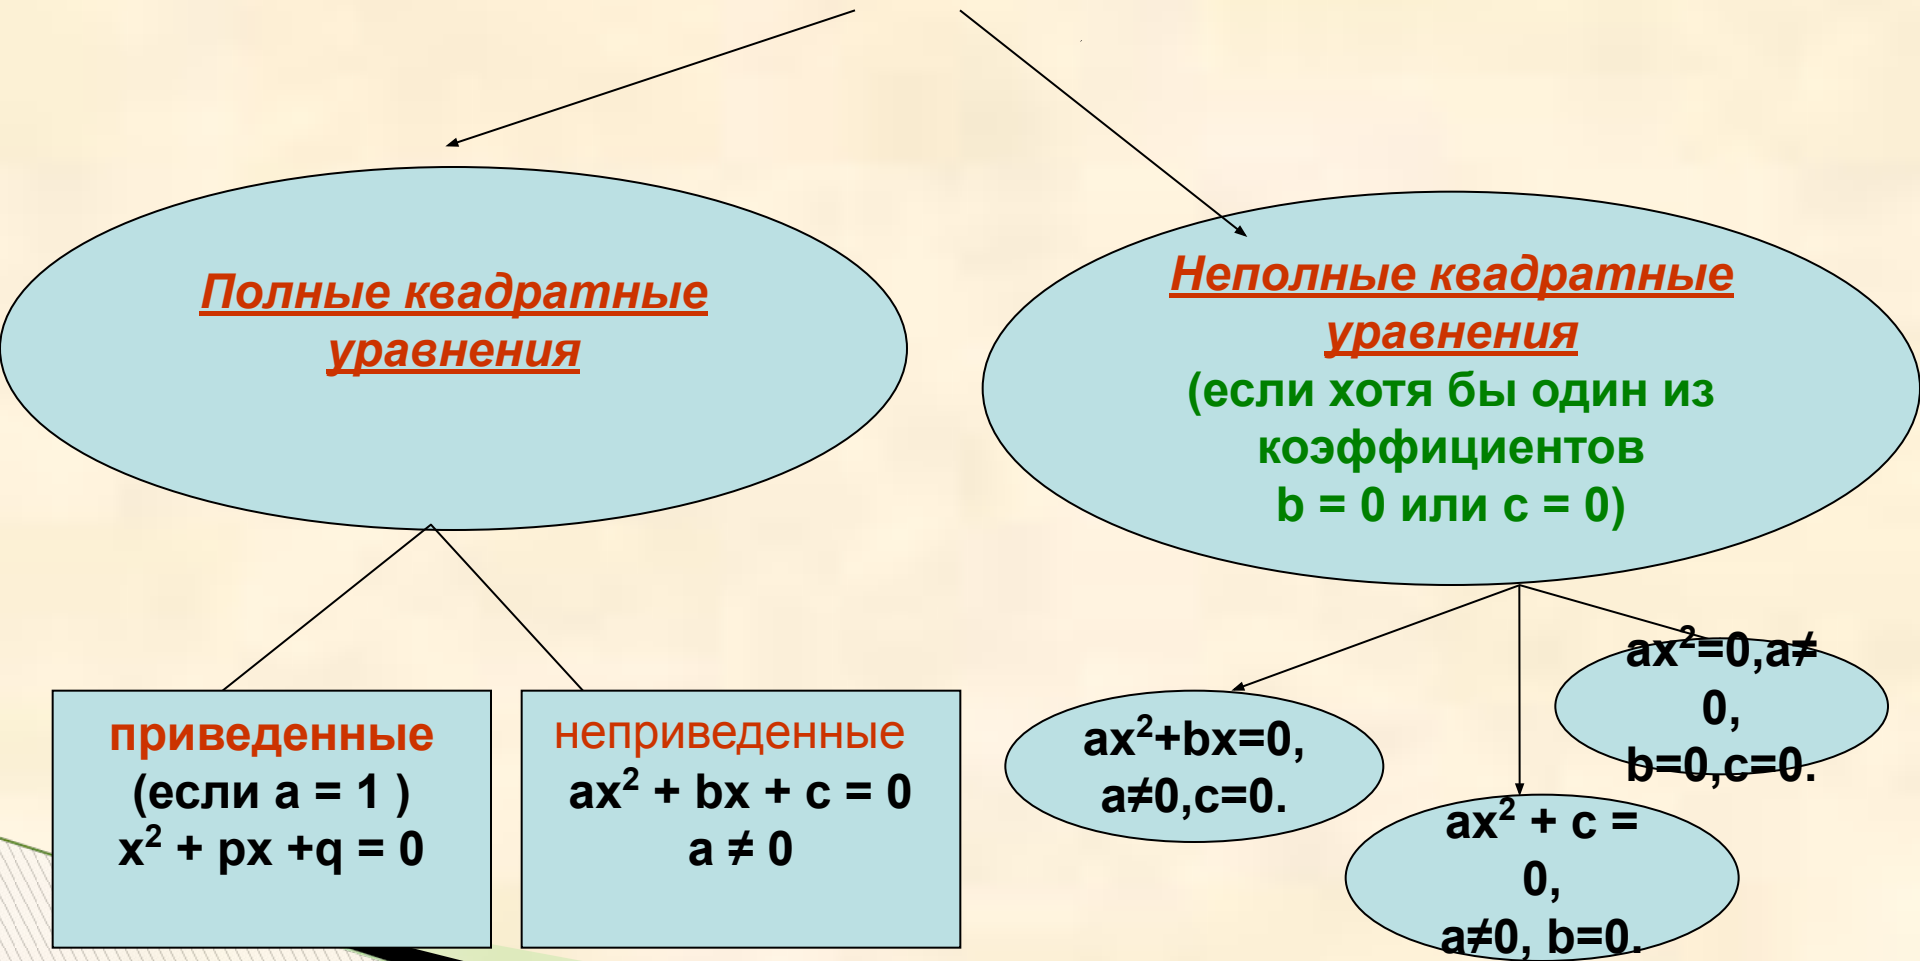 Полные квадратные
уравнения
Неполные квадратные
уравнения
(если хотя бы один из
коэффициентов
b = 0 или c = 0)
приведенные
(если a = 1 )
x² + px +q = 0
неприведенные
ax² + bx + c = 0
a ≠ 0
ax²+bx=0,
a≠0,c=0.
ax² + c =
0,
a≠0, b=0.
ax²=0,a≠
0,
b=0,c=0.